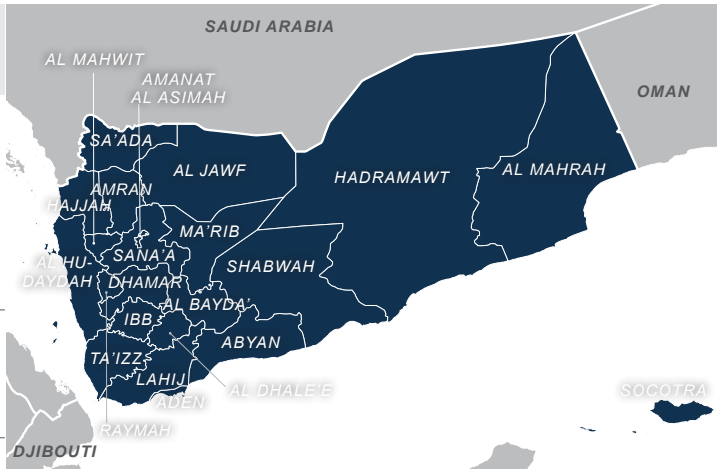 SAUDI ARABIA
AL MAHWIT
AMANAT
AL ASIMAH
OMAN
SA'ADA
AL JAWF
AL MAHRAH
HADRAMAWT
AMRAN
HAJJAH
MA'RIB
SANA'A
AL HU-
DAYDAH
SHABWAH
DHAMAR
AL BAYDA'
IBB
ABYAN
TA'IZZ
LAHIJ
AL DHALE'E
SOCOTRA
ADEN
RAYMAH
DJIBOUTI